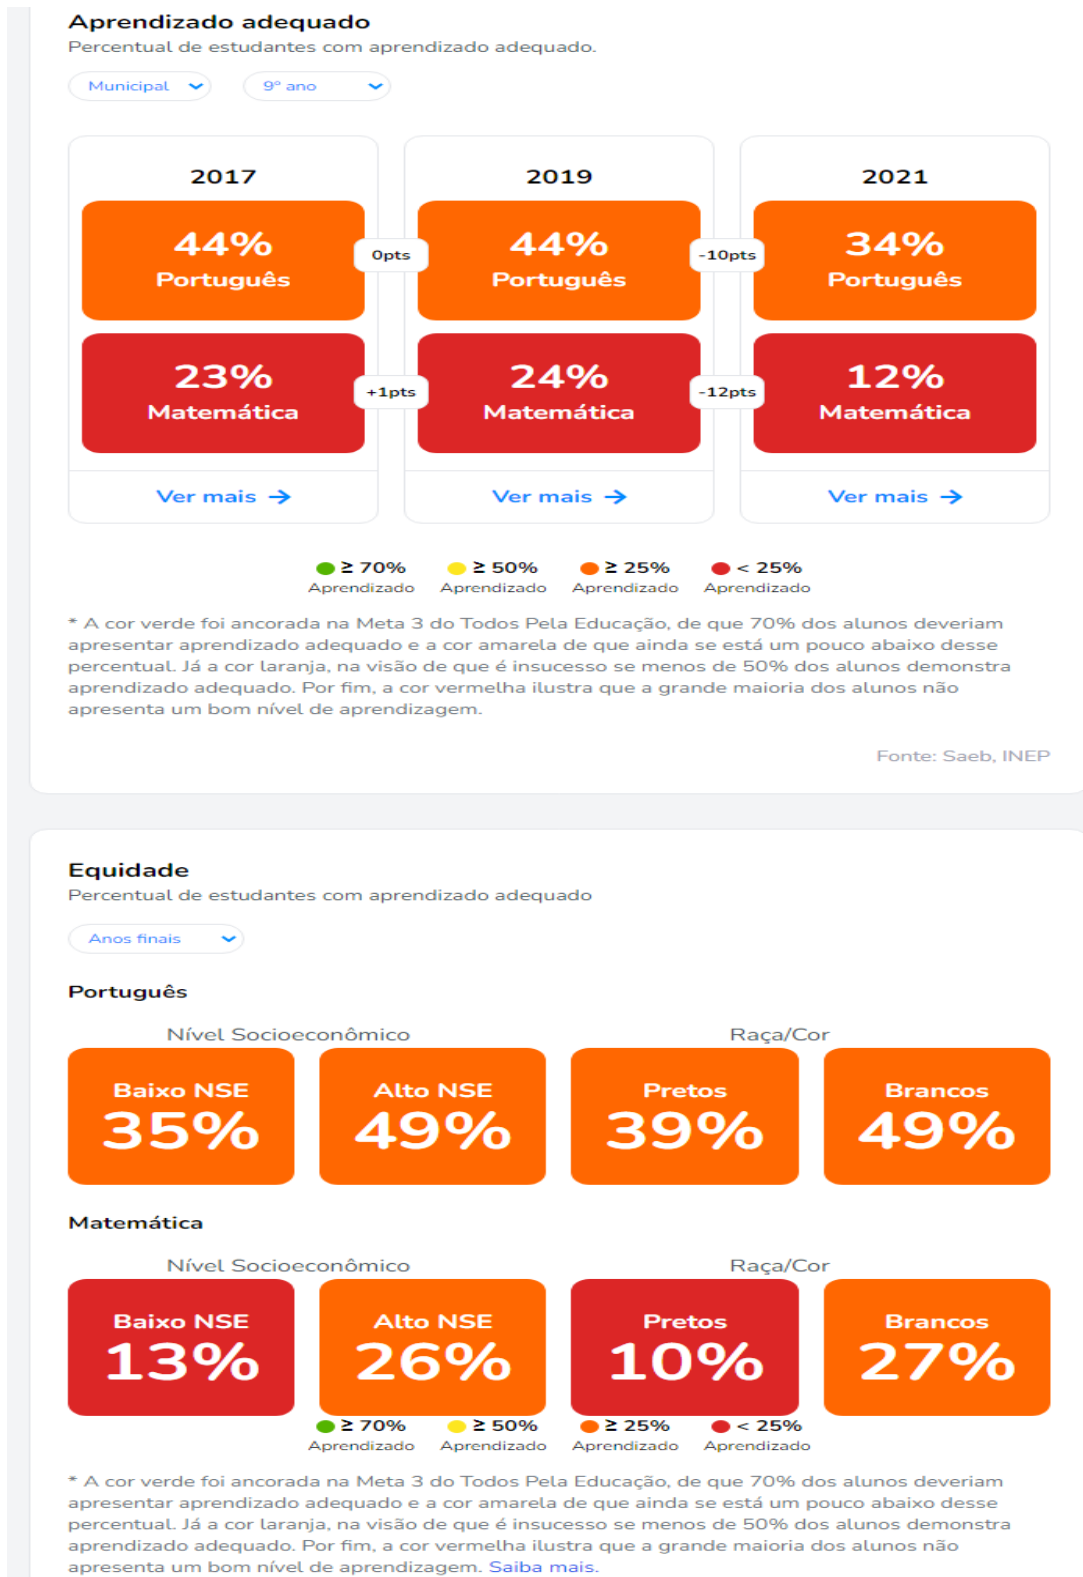 Aprendizado adequado
Percentual de estudantes com aprendizado adequado.
Municipal 9º ano
2017 2019 2021
44% 44% 34%
0pts -10pts
Português Português Português
23% 24% 12%
+1pts -12pts
Matemática Matemática Matemática
Ver mais → Ver mais → Ver mais →
≥ 70% ≥ 50% ≥ 25% < 25%
Aprendizado Aprendizado Aprendizado Aprendizado
* A cor verde foi ancorada na Meta 3 do Todos Pela Educação, de que 70% dos alunos deveriam
apresentar aprendizado adequado e a cor amarela de que ainda se está um pouco abaixo desse
percentual. Já a cor laranja, na visão de que é insucesso se menos de 50% dos alunos demonstra
aprendizado adequado. Por fim, a cor vermelha ilustra que a grande maioria dos alunos não
apresenta um bom nível de aprendizagem.
Fonte: Saeb, INEP
Equidade
Percentual de estudantes com aprendizado adequado
Anos finais
Português
Nível Socioeconômico Raça/Cor
Baixo NSE Alto NSE Pretos Brancos
35% 49% 39% 49%
Matemática
Nível Socioeconômico Raça/Cor
Baixo NSE Alto NSE Pretos Brancos
13% 26% 10% 27%
≥ 70% ≥ 50% ≥ 25% < 25%
Aprendizado Aprendizado Aprendizado Aprendizado
* A cor verde foi ancorada na Meta 3 do Todos Pela Educação, de que 70% dos alunos deveriam
apresentar aprendizado adequado e a cor amarela de que ainda se está um pouco abaixo desse
percentual. Já a cor laranja, na visão de que é insucesso se menos de 50% dos alunos demonstra
aprendizado adequado. Por fim, a cor vermelha ilustra que a grande maioria dos alunos não
apresenta um bom nível de aprendizagem. Saiba mais.